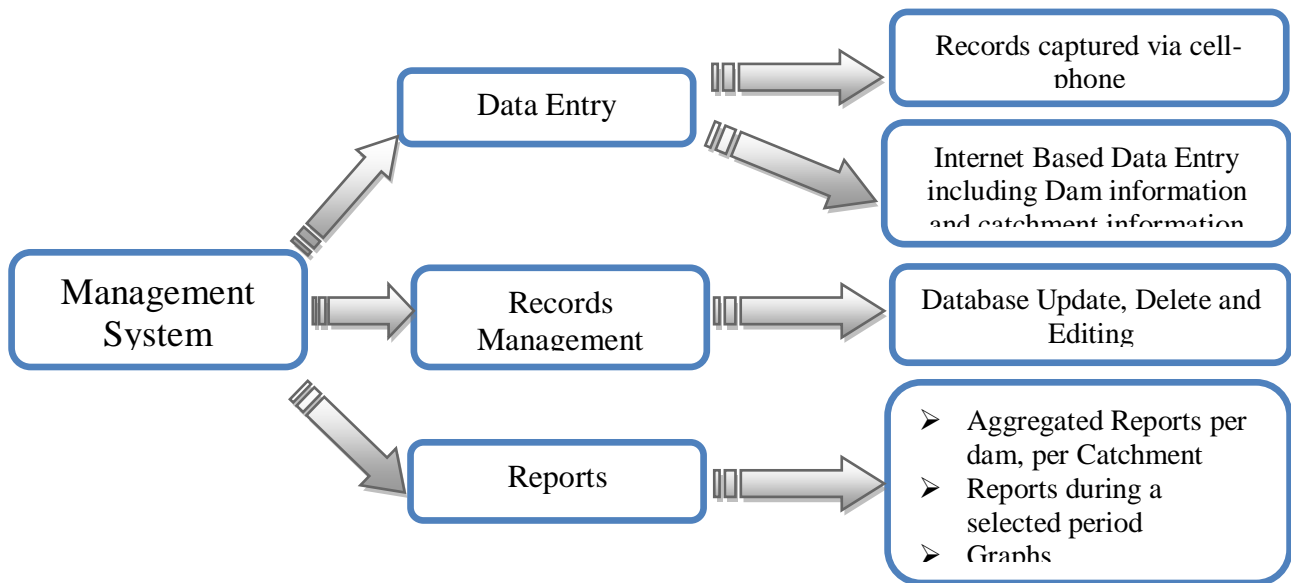 Management
System
Data Entry
Records captured via cell-
phone
Internet Based Data Entry
including Dam information
and catchment information
Records
Management
Database Update, Delete and
Editing
Reports
➢ Aggregated Reports per
dam, per Catchment
➢ Reports during a
selected period
➢ Graphs